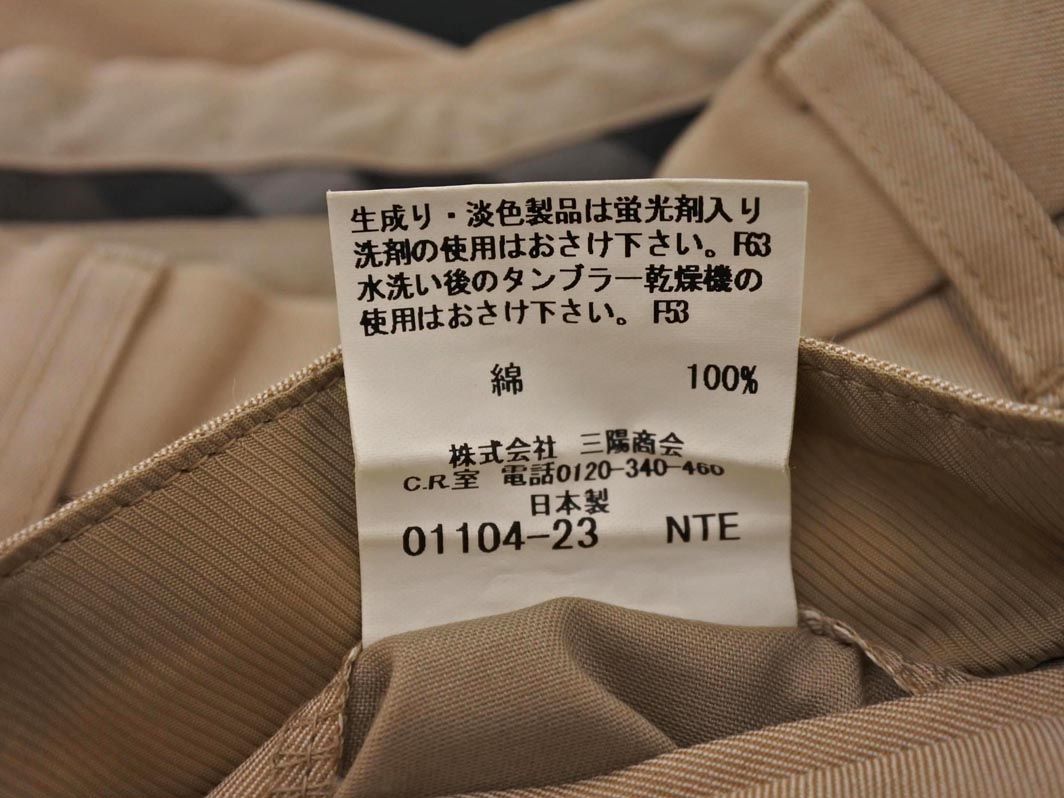 生成り・淡色製品は蛍光剤入り
洗剤の使用はおさけ下さい。F63
水洗い後のタンブラー乾燥機の
使用はおさけ下さい。 F53
綿 100%
株式会社 三陽商会
C.R.室 電話0120-340-460
日本製
01104-23 NTE